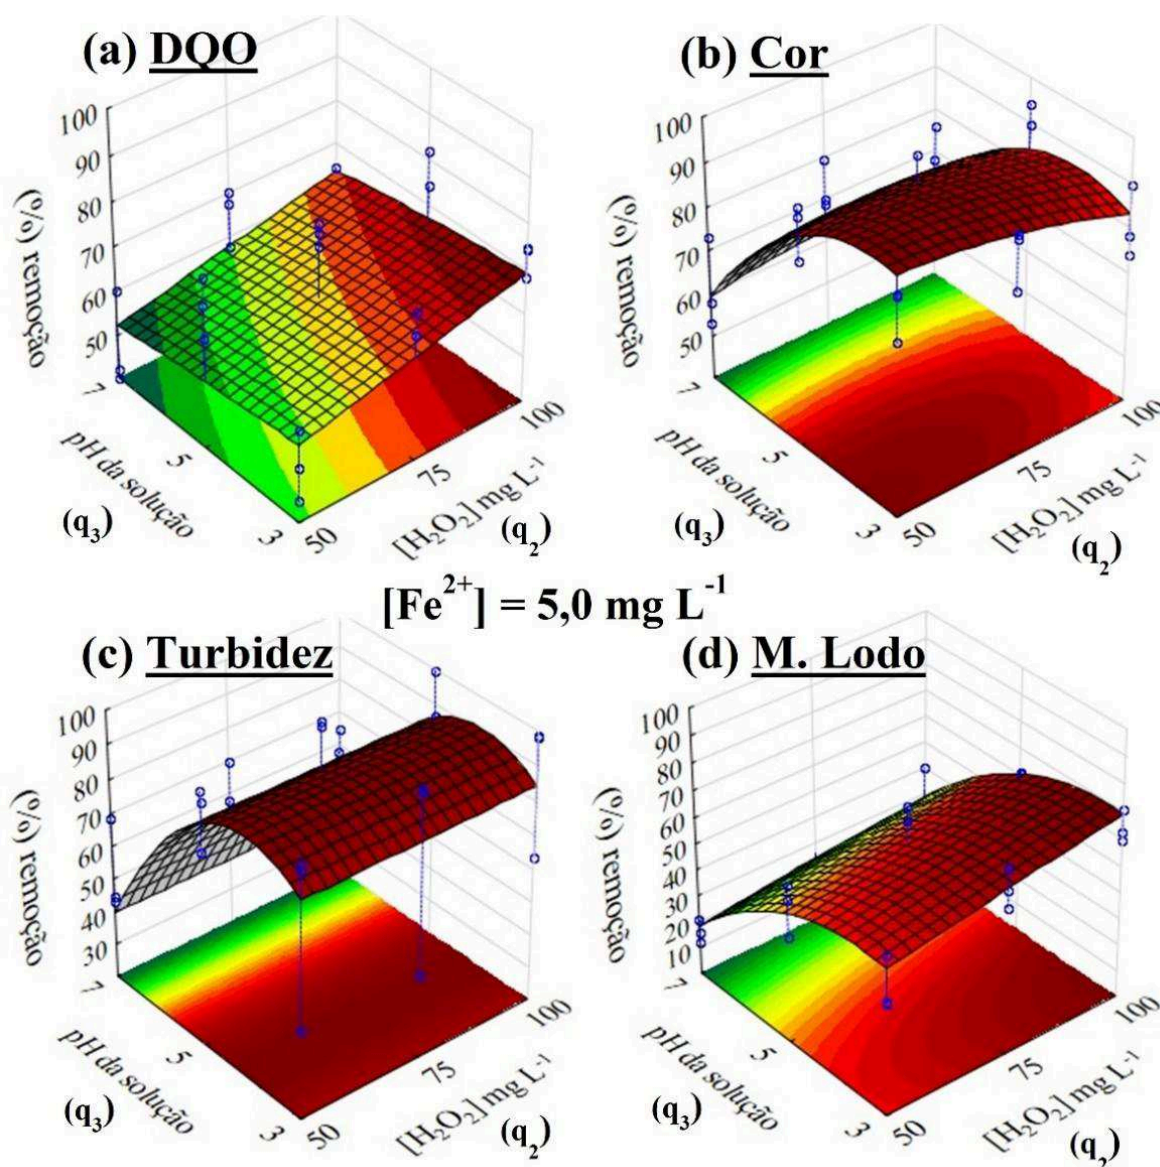 (a) DQO
(b) Cor
100
90
80
70
60
50
(%) remoção
7
5
3
pH da solução
(q3)
50
75
100
[H2O2] mg L-1
(q2)
100
90
80
70
60
50
(%) remoção
7
5
3
pH da solução
(q3)
50
75
100
[H2O2] mg L-1
(q2)
[Fe2+] = 5,0 mg L-1
(c) Turbidez
(d) M. Lodo
100
90
80
70
60
50
40
30
(%) remoção
7
5
3
pH da solução
(q3)
50
75
100
[H2O2] mg L-1
(q2)
100
90
80
70
60
50
40
30
20
10
(%) remoção
7
5
3
pH da solução
(q3)
50
75
100
[H2O2] mg L-1
(q2)